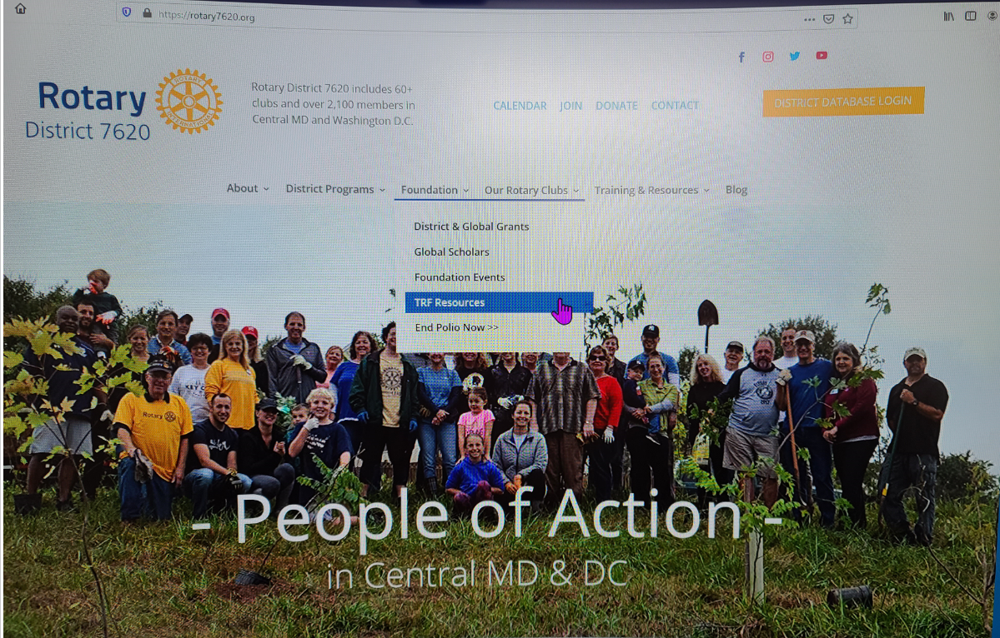 https://rotary7620.org
Rotary
District 7620
ROTARY
INTERNATIONAL
Rotary District 7620 includes 60+
clubs and over 2,100 members in
Central MD and Washington D.C.
CALENDAR JOIN DONATE CONTACT
DISTRICT DATABASE LOGIN
About District Programs Foundation Our Rotary Clubs Training & Resources Blog
District & Global Grants
Global Scholars
Foundation Events
TRF Resources
End Polio Now >>
KEY
Rotary
- People of Action -
in Central MD & DC